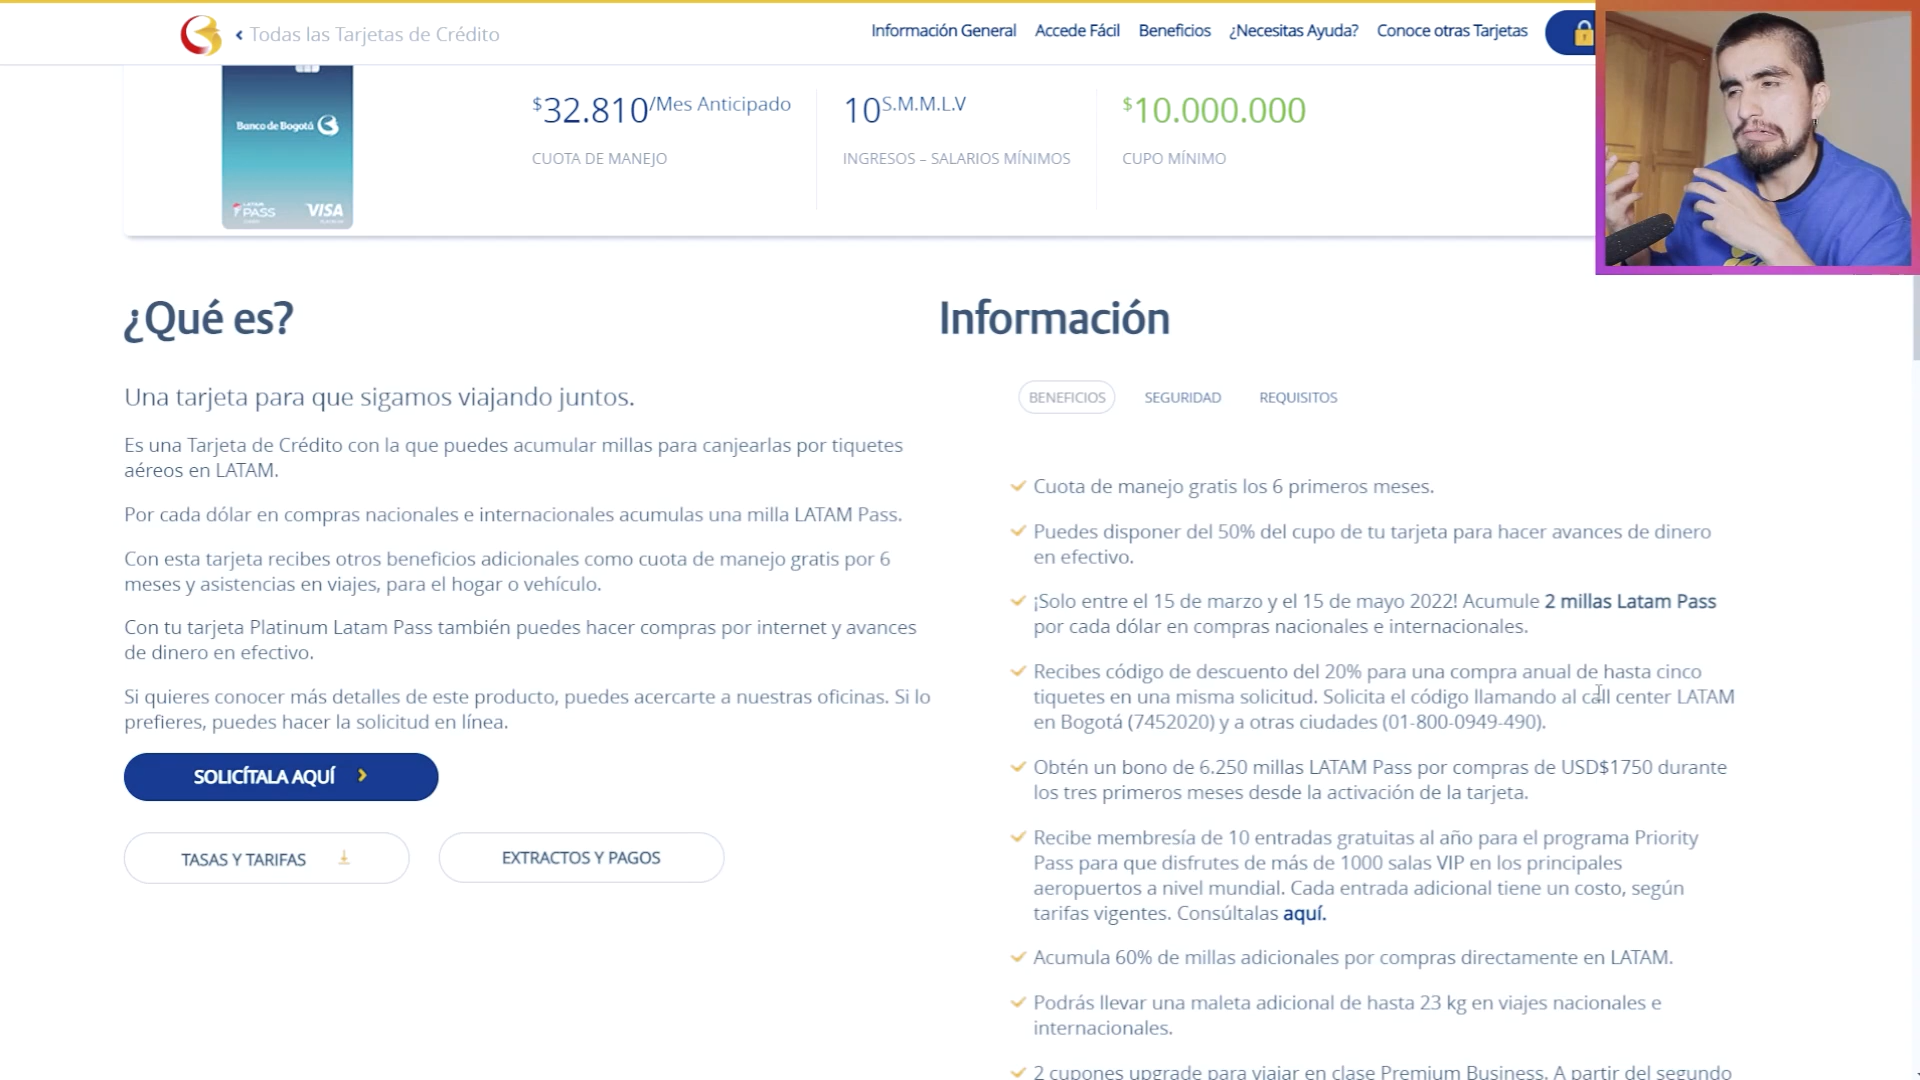 Todas las Tarjetas de Crédito
Información General Accede Fácil Beneficios ¿Necesitas Ayuda? Conoce otras Tarjetas
Banco de Bogotá
PASS
VISA
$32.810/Mes Anticipado
CUOTA DE MANEJO
10 S.M.M.L.V
INGRESOS – SALARIOS MÍNIMOS
$10.000.000
CUPO MÍNIMO
¿Qué es?
Una tarjeta para que sigamos viajando juntos.
Es una Tarjeta de Crédito con la que puedes acumular millas para canjearlas por tiquetes
aéreos en LATAM.
Por cada dólar en compras nacionales e internacionales acumulas una milla LATAM Pass.
Con esta tarjeta recibes otros beneficios adicionales como cuota de manejo gratis por 6
meses y asistencias en viajes, para el hogar o vehículo.
Con tu tarjeta Platinum Latam Pass también puedes hacer compras por internet y avances
de dinero en efectivo.
Si quieres conocer más detalles de este producto, puedes acercarte a nuestras oficinas. Si lo
prefieres, puedes hacer la solicitud en línea.
SOLICÍTALA AQUÍ
TASAS Y TARIFAS
EXTRACTOS Y PAGOS
Información
BENEFICIOS SEGURIDAD REQUISITOS
Cuota de manejo gratis los 6 primeros meses.
Puedes disponer del 50% del cupo de tu tarjeta para hacer avances de dinero
en efectivo.
¡Solo entre el 15 de marzo y el 15 de mayo 2022! Acumule 2 millas Latam Pass
por cada dólar en compras nacionales e internacionales.
Recibes código de descuento del 20% para una compra anual de hasta cinco
tiquetes en una misma solicitud. Solicita el código llamando al call center LATAM
en Bogotá (7452020) y a otras ciudades (01-800-0949-490).
Obtén un bono de 6.250 millas LATAM Pass por compras de USD$1750 durante
los tres primeros meses desde la activación de la tarjeta.
Recibe membresía de 10 entradas gratuitas al año para el programa Priority
Pass para que disfrutes de más de 1000 salas VIP en los principales
aeropuertos a nivel mundial. Cada entrada adicional tiene un costo, según
tarifas vigentes. Consúltalas aquí.
Acumula 60% de millas adicionales por compras directamente en LATAM.
Podrás llevar una maleta adicional de hasta 23 kg en viajes nacionales e
internacionales.
2 cupones upgrade para viajar en clase Premium Business. A partir del segundo